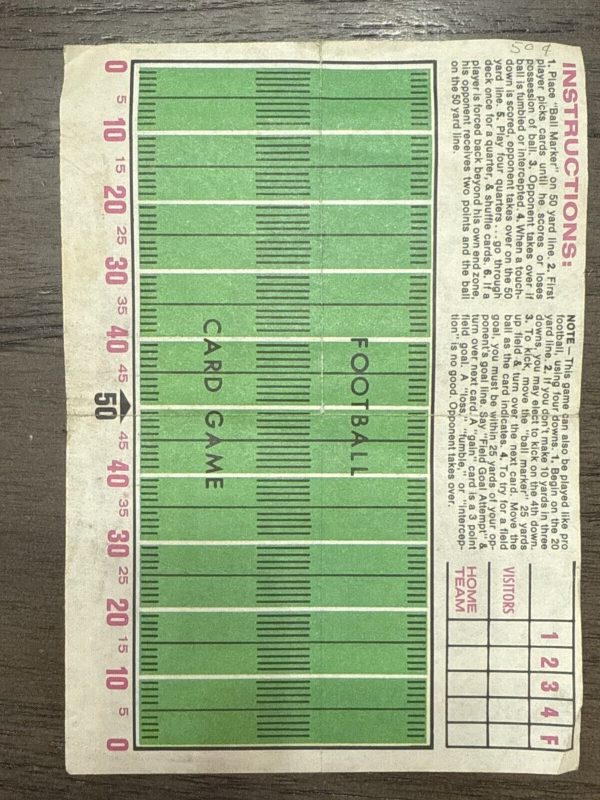 50¢
INSTRUCTIONS:
1. Place "Ball Marker" on 50 yard line. 2. First
player picks cards until he scores or loses
possession of ball. 3. Opponent takes over if
ball is fumbled or intercepted. 4. When a touch-
down is scored, opponent takes over on the 50
yard line. 5. Play four quarters...go through
deck once for a quarter, & shuffle cards. 6. If a
player is forced back beyond his own end zone,
his opponent receives two points and the ball
on the 50 yard line.
NOTE — This game can also be played like pro
football, using four downs. 1. Begin on the 20
yard line. 2. If you don't make 10 yards in three
downs, you may elect to kick on the 4th down.
3. To kick, move the "ball marker" 25 yards
up field & turn over the next card. Move the
ball as the card indicates. 4. To try for a field
goal, you must be within 25 yards of your op-
ponent's goal line. Say "Field Goal Attempt" &
turn over next card. A "gain" card is a 3 point
field goal. A "loss," "fumble," or "intercep-
tion" is no good. Opponent takes over.
1 2 3 4 F
VISITORS
HOME
TEAM
FOOTBALL
CARD GAME
0 5 10 15 20 25 30 35 40 45 50 45 40 35 30 25 20 15 10 5 0